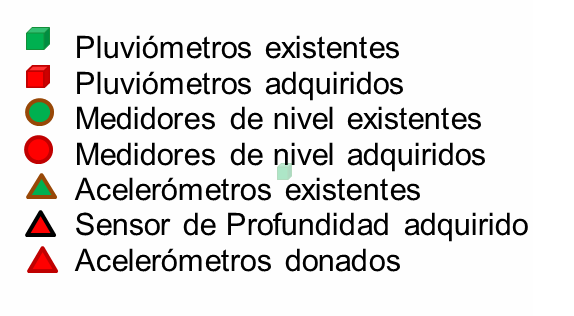 Pluviómetros existentes
Pluviómetros adquiridos
Medidores de nivel existentes
Medidores de nivel adquiridos
Acelerómetros existentes
Sensor de Profundidad adquirido
Acelerómetros donados